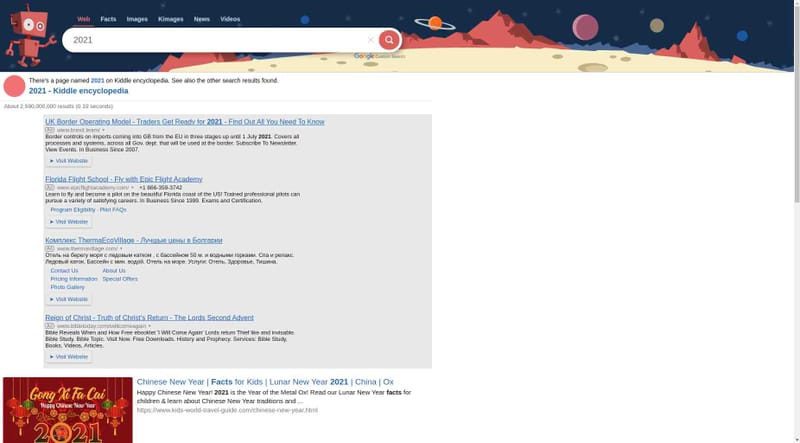 Web Facts Images Kimages News Videos
2021
Google Custom Search
There's a page named 2021 on Kiddle encyclopedia. See also the other search results found.
2021 - Kiddle encyclopedia
About 2,590,000,000 results (0.19 seconds)
UK Border Operating Model - Traders Get Ready for 2021 - Find Out All You Need To Know
Ad
Border controls on imports coming into GB from the EU in three stages up until 1 July 2021. Covers all
processes and systems, across all Gov. dept. that will be used at the border. Subscribe To Newsletter.
View Events. In Business Since 2007.
► Visit Website
Florida Flight School - Fly with Epic Flight Academy
Ad www.epicflightacademy.com/ +1 866-359-3742
Learn to fly and become a pilot on the beautiful Florida coast of the US! Trained professional pilots can
pursue a variety of satisfying careers. In Business Since 1999. Exams and Certification.
Program Eligibility · Pilot FAQs
► Visit Website
Комплекс ThermaEcoVillage - Лучшые цены в Болгарии
Ad www.thermavillage.com/
Отель на берегу моря с ледовым катком , с бассейном 50 м. и водными горками. Спа и релакс.
Ледовый каток. Бассейн с мин. водой. Отель на море. Услуги: Отель, Здоровье, Тишина.
Contact Us About Us
Pricing Information Special Offers
Photo Gallery
► Visit Website
Reign of Christ - Truth of Christ's Return - The Lords Second Advent
Ad www.bibletoday.com/willcomeagain
Bible Reveals When and How Free ebooklet 'I Will Come Again' Lords return Thief like and invisable.
Bible Study. Bible Topic. Visit Now. Free Downloads. History and Prophecy. Services: Bible Study,
Books, Videos, Articles.
► Visit Website
Gong Xi Fa Cai
Happy Chinese New Year
2021
Chinese New Year | Facts for Kids | Lunar New Year 2021 | China | Ox
Happy Chinese New Year! 2021 is the Year of the Metal Ox! Read our Lunar New Year facts for
children & learn about Chinese New Year traditions and ...
https://www.kids-world-travel-guide.com/chinese-new-year.html